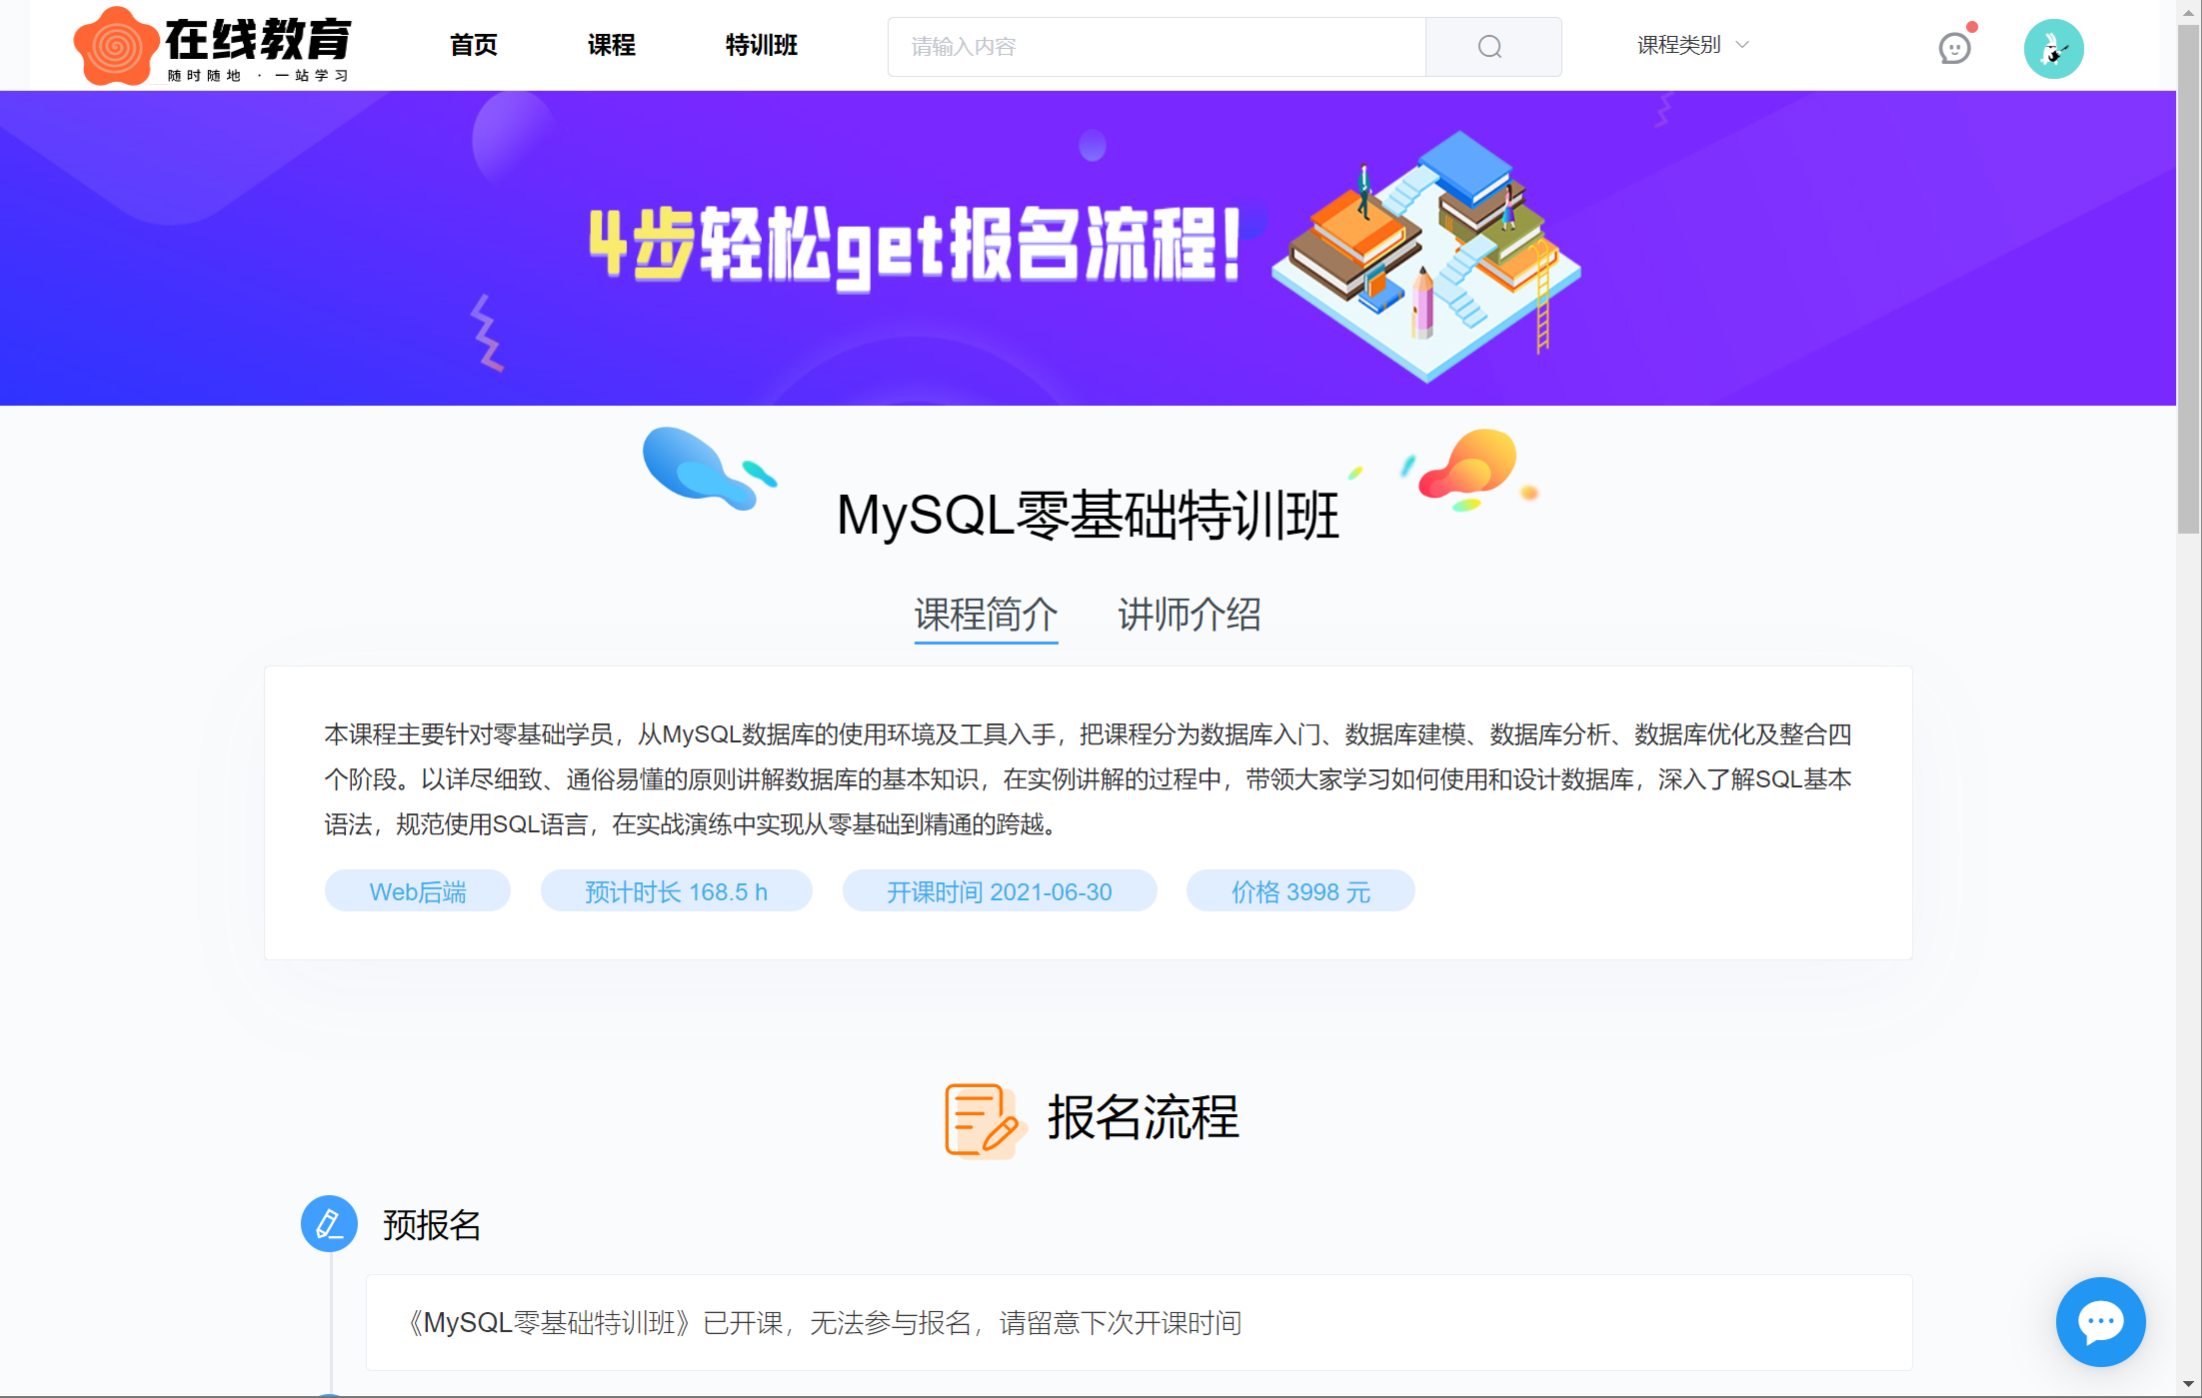 在线教育
随时随地 · 一站学习
首页
课程
特训班
请输入内容
课程类别
4步轻松get报名流程!
MySQL零基础特训班
课程简介
讲师介绍
本课程主要针对零基础学员，从MySQL数据库的使用环境及工具入手，把课程分为数据库入门、数据库建模、数据库分析、数据库优化及整合四
个阶段。以详尽细致、通俗易懂的原则讲解数据库的基本知识，在实例讲解的过程中，带领大家学习如何使用和设计数据库，深入了解SQL基本
语法，规范使用SQL语言，在实战演练中实现从零基础到精通的跨越。
Web后端
预计时长 168.5 h
开课时间 2021-06-30
价格 3998 元
报名流程
预报名
《MySQL零基础特训班》已开课，无法参与报名，请留意下次开课时间